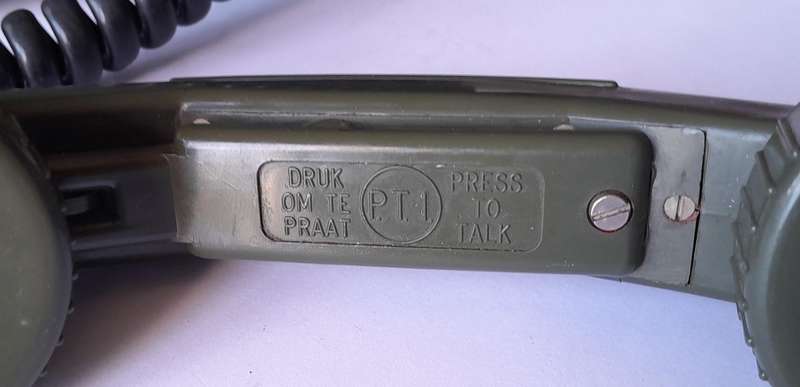 DRUK
OM TE
PRAAT
P.T.1.
PRESS
TO
TALK